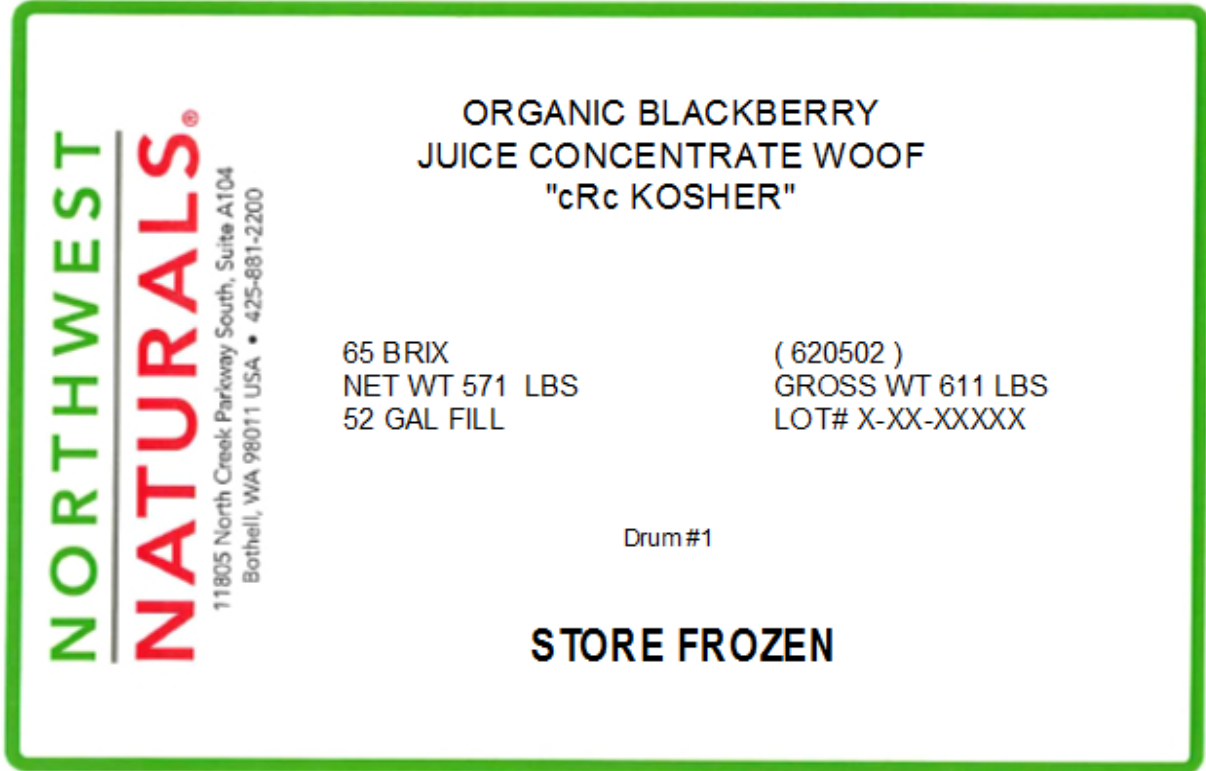 NORTHWEST
NATURALS®
11805 North Creek Parkway South, Suite A104
Bothell, WA 98011 USA • 425-881-2200
ORGANIC BLACKBERRY
JUICE CONCENTRATE WOOF
"cRc KOSHER"
65 BRIX
NET WT 571 LBS
52 GAL FILL
( 620502 )
GROSS WT 611 LBS
LOT# X-XX-XXXXX
Drum #1
STORE FROZEN